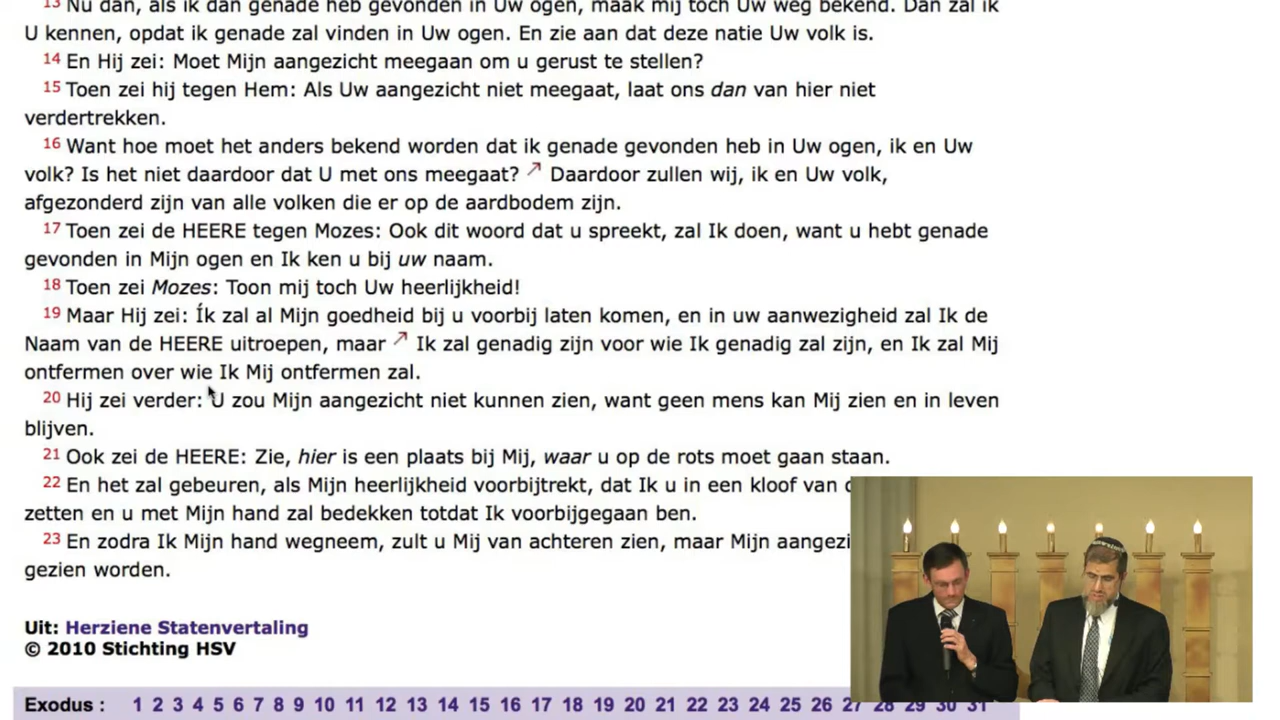 13 Nu dan, als ik dan genade heb gevonden in Uw ogen, maak mij toch Uw weg bekend. Dan zal ik
U kennen, opdat ik genade zal vinden in Uw ogen. En zie aan dat deze natie Uw volk is.
14 En Hij zei: Moet Mijn aangezicht meegaan om u gerust te stellen?
15 Toen zei hij tegen Hem: Als Uw aangezicht niet meegaat, laat ons dan van hier niet
verdertrekken.
16 Want hoe moet het anders bekend worden dat ik genade gevonden heb in Uw ogen, ik en Uw
volk? Is het niet daardoor dat U met ons meegaat? ↗ Daardoor zullen wij, ik en Uw volk,
afgezonderd zijn van alle volken die er op de aardbodem zijn.
17 Toen zei de HEERE tegen Mozes: Ook dit woord dat u spreekt, zal Ik doen, want u hebt genade
gevonden in Mijn ogen en Ik ken u bij uw naam.
18 Toen zei Mozes: Toon mij toch Uw heerlijkheid!
19 Maar Hij zei: Ík zal al Mijn goedheid bij u voorbij laten komen, en in uw aanwezigheid zal Ik de
Naam van de HEERE uitroepen, maar ↗ Ik zal genadig zijn voor wie Ik genadig zal zijn, en Ik zal Mij
ontfermen over wie Ik Mij ontfermen zal.
20 Hij zei verder: U zou Mijn aangezicht niet kunnen zien, want geen mens kan Mij zien en in leven
blijven.
21 Ook zei de HEERE: Zie, hier is een plaats bij Mij, waar u op de rots moet gaan staan.
22 En het zal gebeuren, als Mijn heerlijkheid voorbijtrekt, dat Ik u in een kloof van
zetten en u met Mijn hand zal bedekken totdat Ik voorbijgegaan ben.
23 En zodra Ik Mijn hand wegneem, zult u Mij van achteren zien, maar Mijn
gezien worden.
Uit: Herziene Statenvertaling
© 2010 Stichting HSV
Exodus : 1 2 3 4 5 6 7 8 9 10 11 12 13 14 15 16 17 18 19 20 21 22 23 24 25 26 27 28 29 30 31